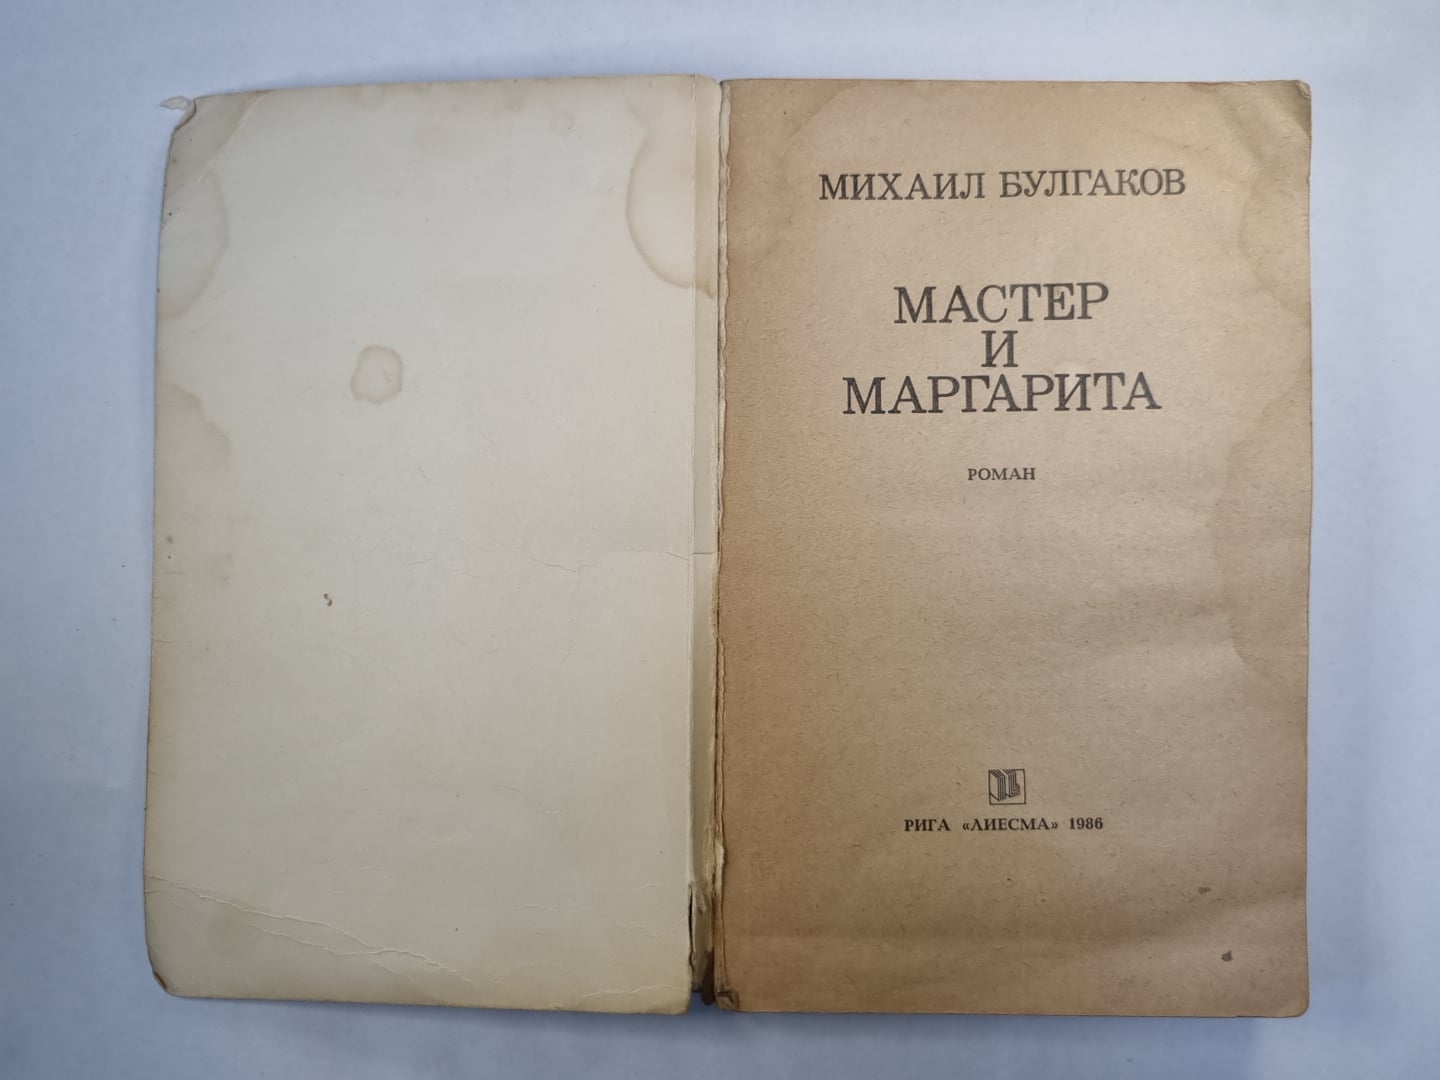 МИХАИЛ БУЛГАКОВ
МАСТЕР
И
МАРГАРИТА
РОМАН
РИГА «ЛИЕСМА» 1986